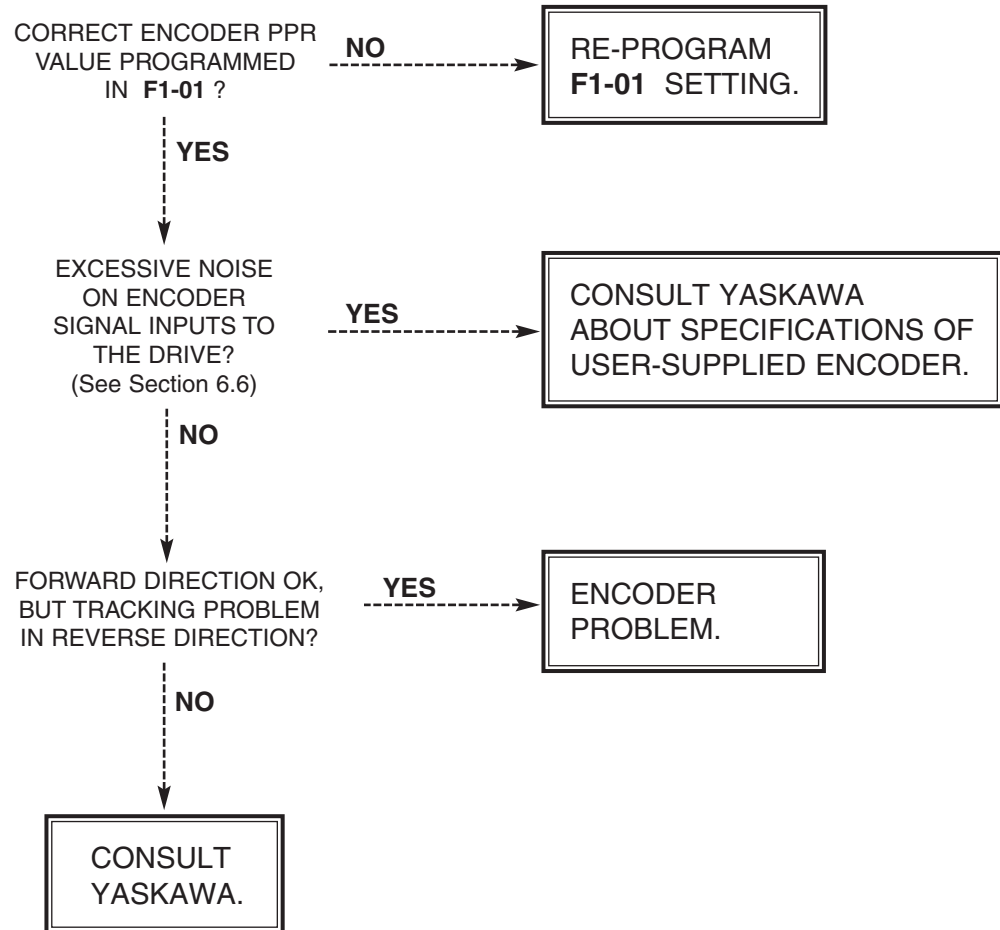 CORRECT ENCODER PPR
VALUE PROGRAMMED
IN F1-01 ?
NO
RE-PROGRAM
F1-01 SETTING.
YES
EXCESSIVE NOISE
ON ENCODER
SIGNAL INPUTS TO
THE DRIVE?
(See Section 6.6)
YES
CONSULT YASKAWA
ABOUT SPECIFICATIONS OF
USER-SUPPLIED ENCODER.
NO
FORWARD DIRECTION OK,
BUT TRACKING PROBLEM
IN REVERSE DIRECTION?
YES
ENCODER
PROBLEM.
NO
CONSULT
YASKAWA.